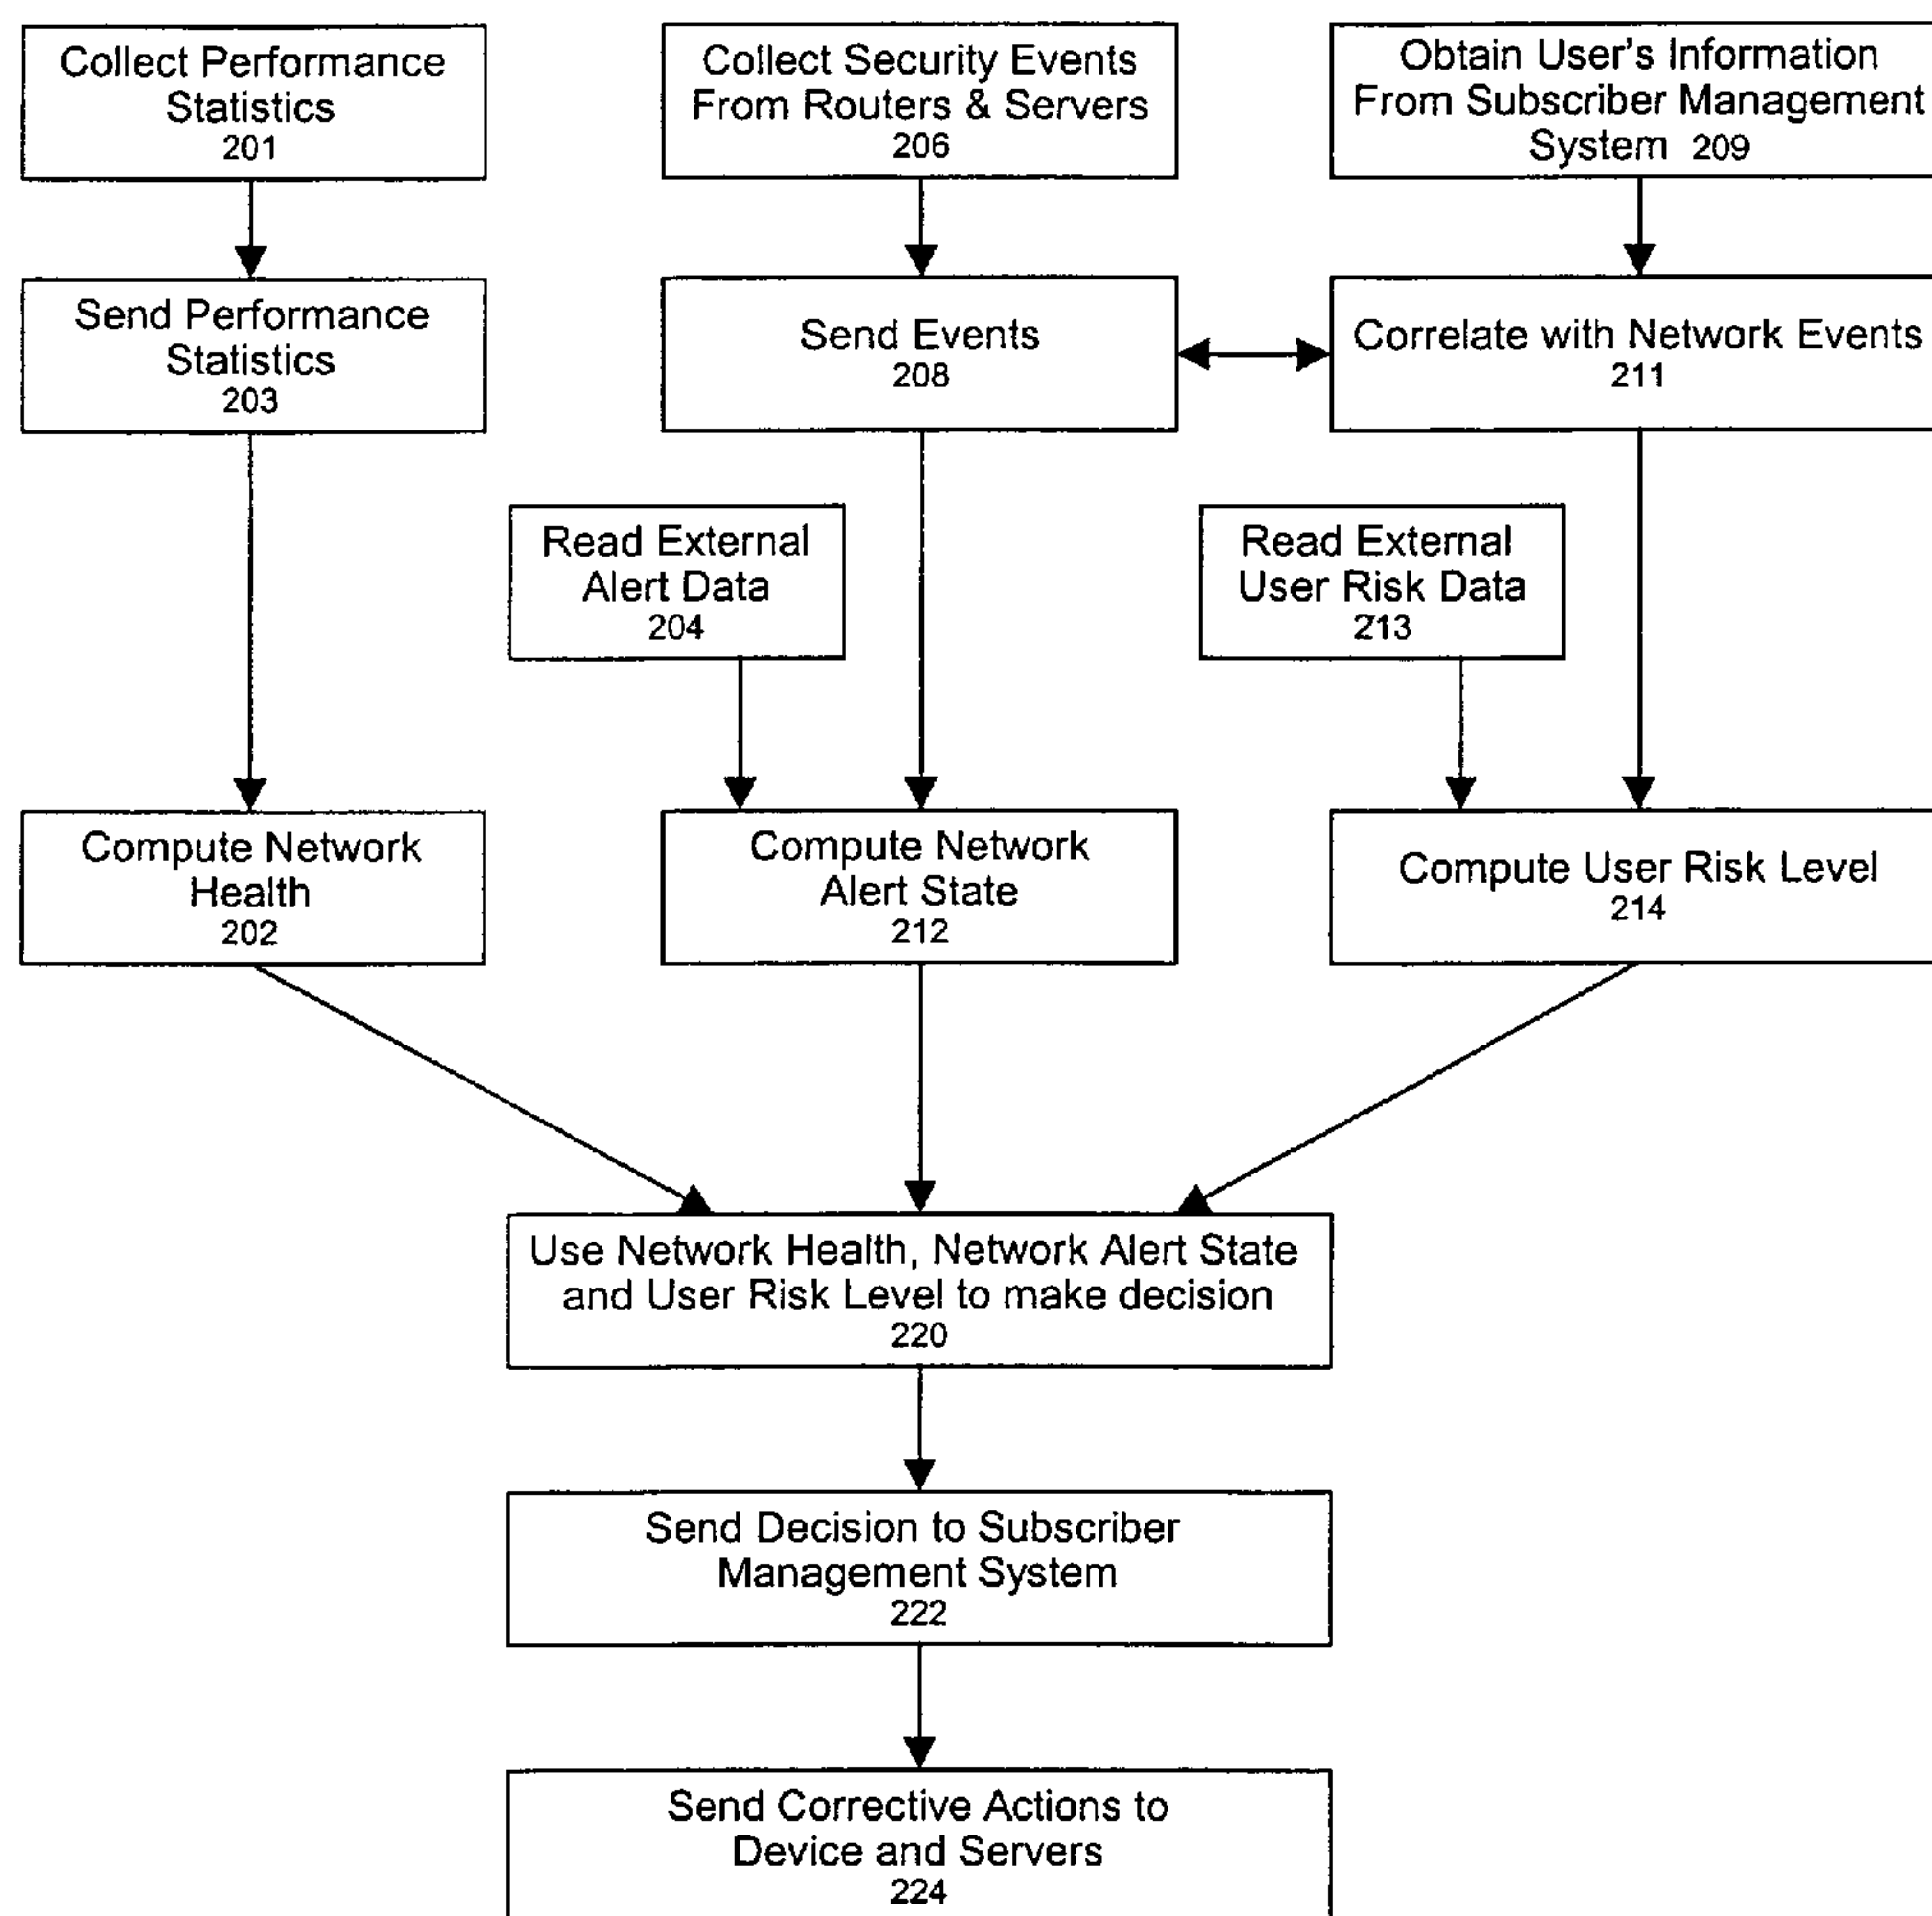 Collect Performance
Statistics
201
Collect Security Events
From Routers & Servers
206
Obtain User's Information
From Subscriber Management
System 209
Send Performance
Statistics
203
Send Events
208
Correlate with Network Events
211
Read External
Alert Data
204
Read External
User Risk Data
213
Compute Network
Health
202
Compute Network
Alert State
212
Compute User Risk Level
214
Use Network Health, Network Alert State
and User Risk Level to make decision
220
Send Decision to Subscriber
Management System
222
Send Corrective Actions to
Device and Servers
224